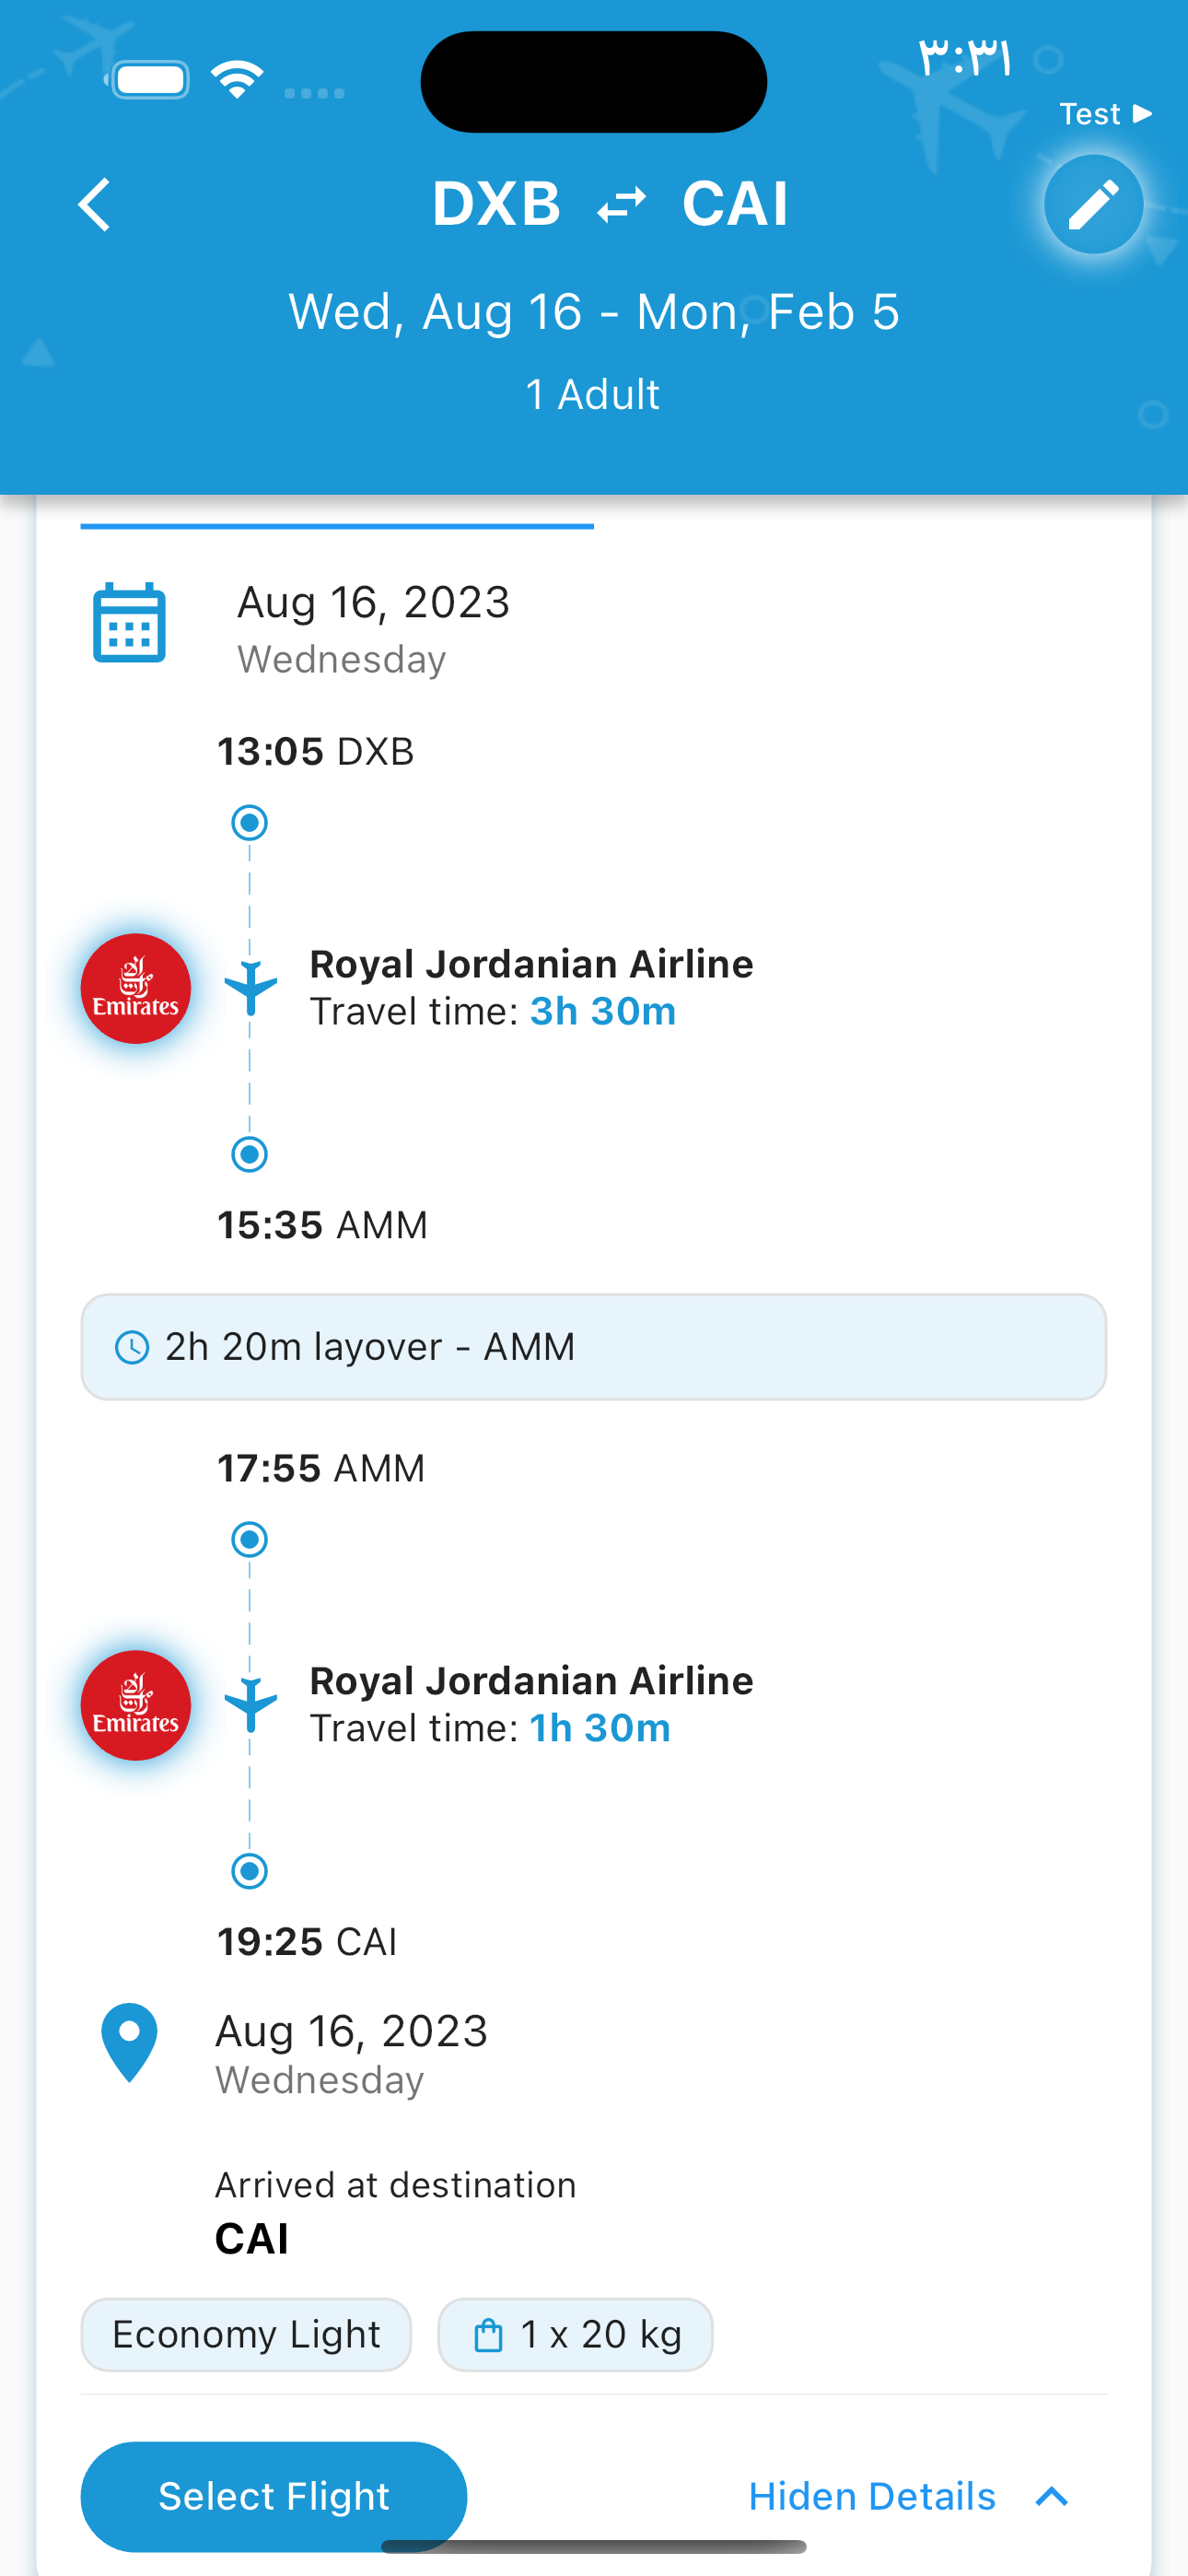 ٣:٣١
Test
DXB CAI
Wed, Aug 16 - Mon, Feb 5
1 Adult
Aug 16, 2023
Wednesday
13:05 DXB
Emirates
Royal Jordanian Airline
Travel time: 3h 30m
15:35 AMM
2h 20m layover - AMM
17:55 AMM
Emirates
Royal Jordanian Airline
Travel time: 1h 30m
19:25 CAI
Aug 16, 2023
Wednesday
Arrived at destination
CAI
Economy Light
1 x 20 kg
Select Flight
Hiden Details